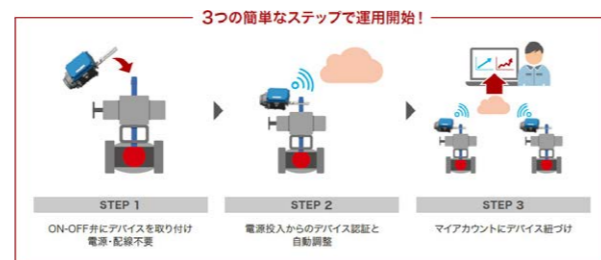 3つの簡単なステップで運用開始！
STEP 1
ON-OFF弁にデバイスを取り付け
電源・配線不要
STEP 2
電源投入からのデバイス認証と
自動調整
STEP 3
マイアカウントにデバイス紐づけ